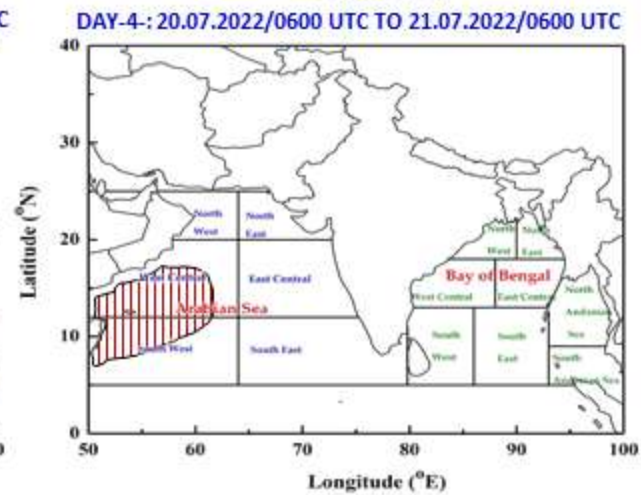 C
DAY-4-: 20.07.2022/0600 UTC TO 21.07.2022/0600 UTC
40
30
20
10
0
Latitude (°N)
North
West
North
East
West Central
East Central
Arabian Sea
South West
South East
North
West
North
East
Bay of Bengal
West Central
East Central
South
West
South
East
North
Andaman
Sea
South
Andaman Sea
0
50
60
70
80
90
100
Longitude (°E)